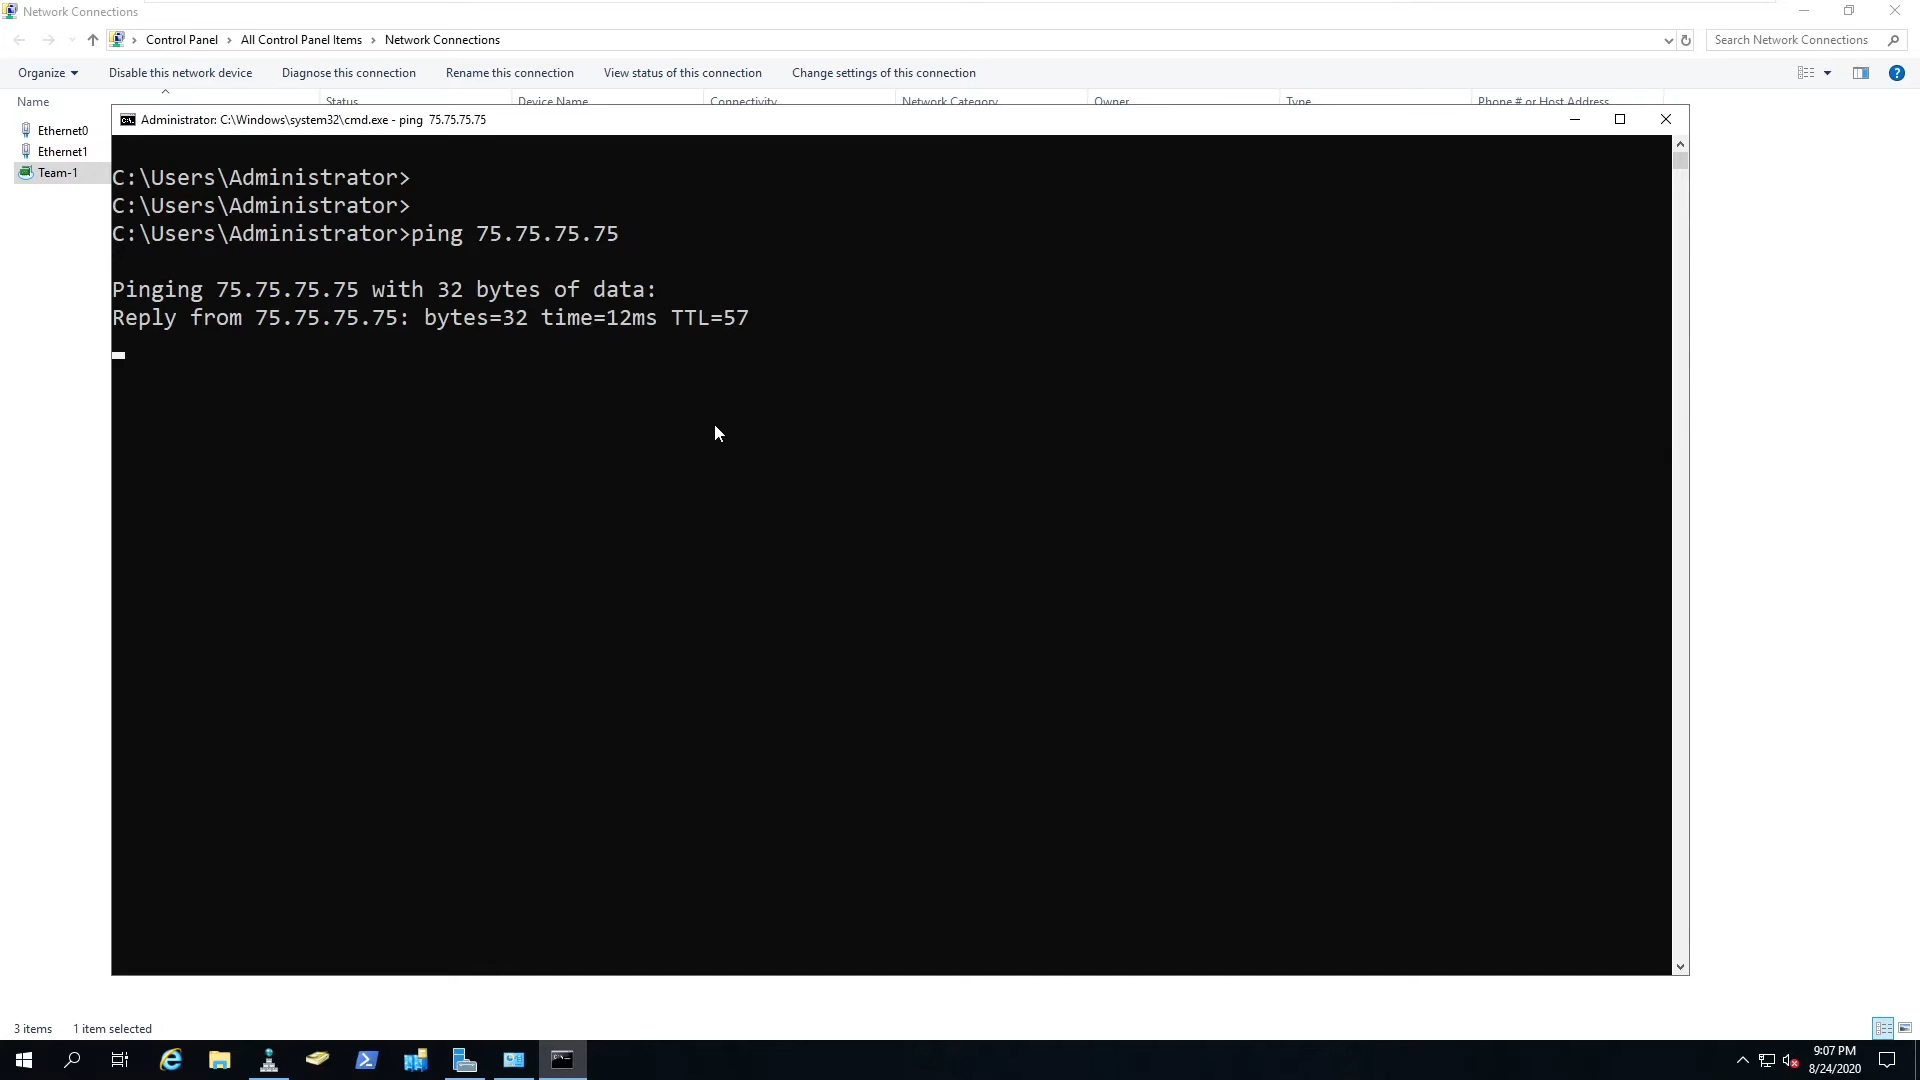 Network Connections
Control Panel > All Control Panel Items > Network Connections
Search Network Connections
Organize Disable this network device Diagnose this connection Rename this connection View status of this connection Change settings of this connection
Name Status Device Name Connectivity Network Category Owner Type Phone # or Host Address
Administrator: C:\Windows\system32\cmd.exe - ping 75.75.75.75
Ethernet0
Ethernet1
Team-1
C:\Users\Administrator>
C:\Users\Administrator>
C:\Users\Administrator>ping 75.75.75.75
Pinging 75.75.75.75 with 32 bytes of data:
Reply from 75.75.75.75: bytes=32 time=12ms TTL=57
3 items 1 item selected
9:07 PM
8/24/2020